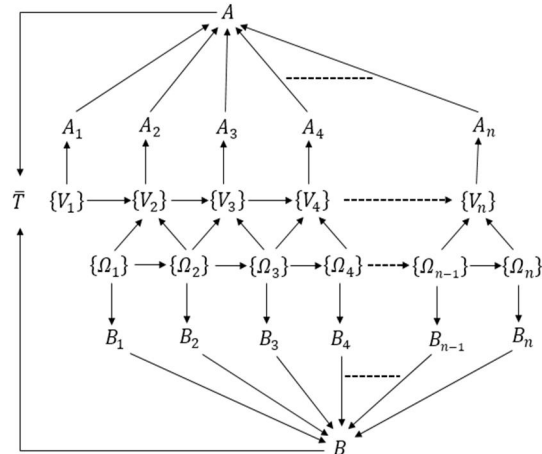 A
A₁ A₂ A₃ A₄ Aₙ
T̄ {V₁} {V₂} {V₃} {V₄} {Vₙ}
{Ω₁} {Ω₂} {Ω₃} {Ω₄} {Ωₙ₋₁} {Ωₙ}
B₁ B₂ B₃ B₄ Bₙ₋₁ Bₙ
B